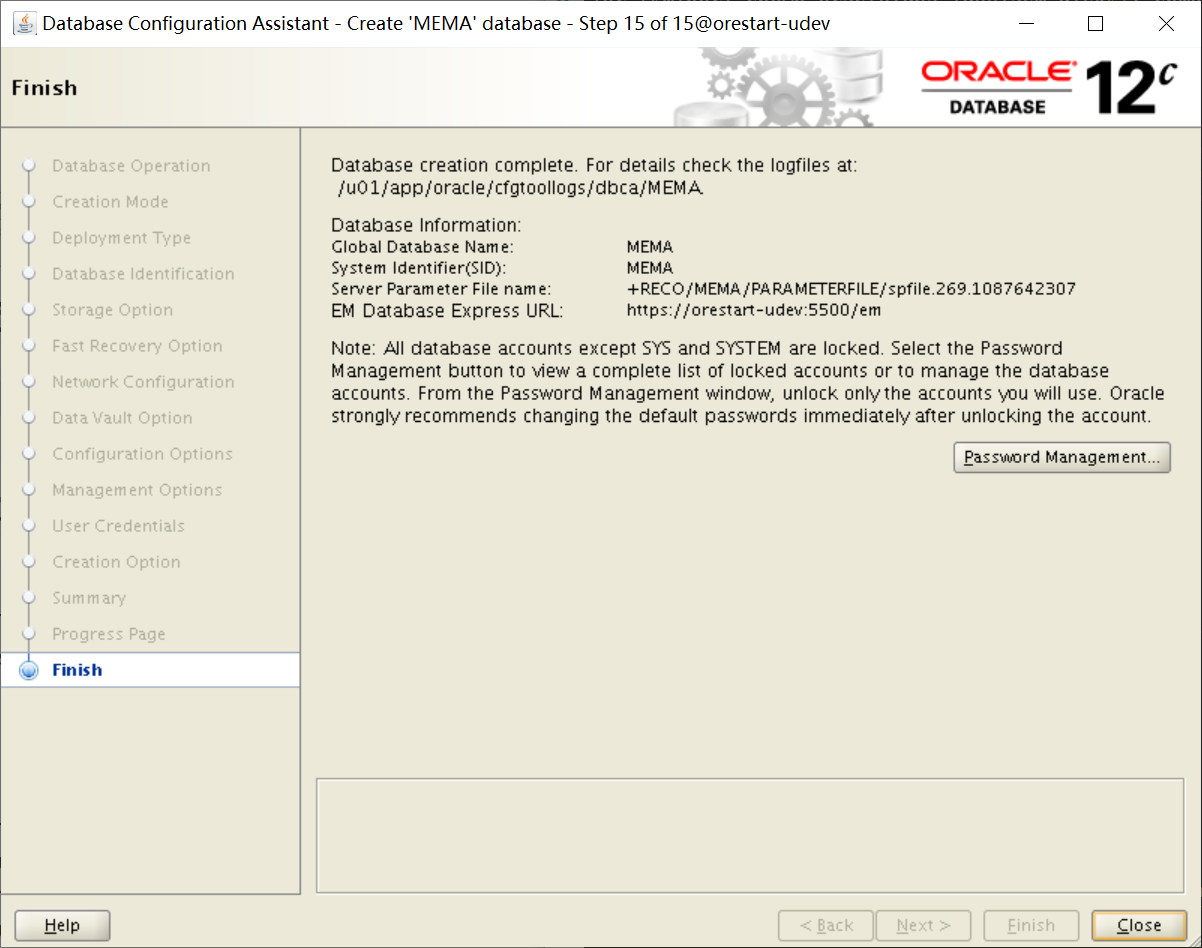 Database Configuration Assistant - Create 'MEMA' database - Step 15 of 15@orestart-udev
Finish
ORACLE®
DATABASE
12c
Database Operation
Creation Mode
Deployment Type
Database Identification
Storage Option
Fast Recovery Option
Network Configuration
Data Vault Option
Configuration Options
Management Options
User Credentials
Creation Option
Summary
Progress Page
Finish
Database creation complete. For details check the logfiles at:
/u01/app/oracle/cfgtoollogs/dbca/MEMA.
Database Information:
Global Database Name: MEMA
System Identifier(SID): MEMA
Server Parameter File name: +RECO/MEMA/PARAMETERFILE/spfile.269.1087642307
EM Database Express URL: https://orestart-udev:5500/em
Note: All database accounts except SYS and SYSTEM are locked. Select the Password
Management button to view a complete list of locked accounts or to manage the database
accounts. From the Password Management window, unlock only the accounts you will use. Oracle
strongly recommends changing the default passwords immediately after unlocking the account.
Password Management...
Help
< Back
Next >
Finish
Close